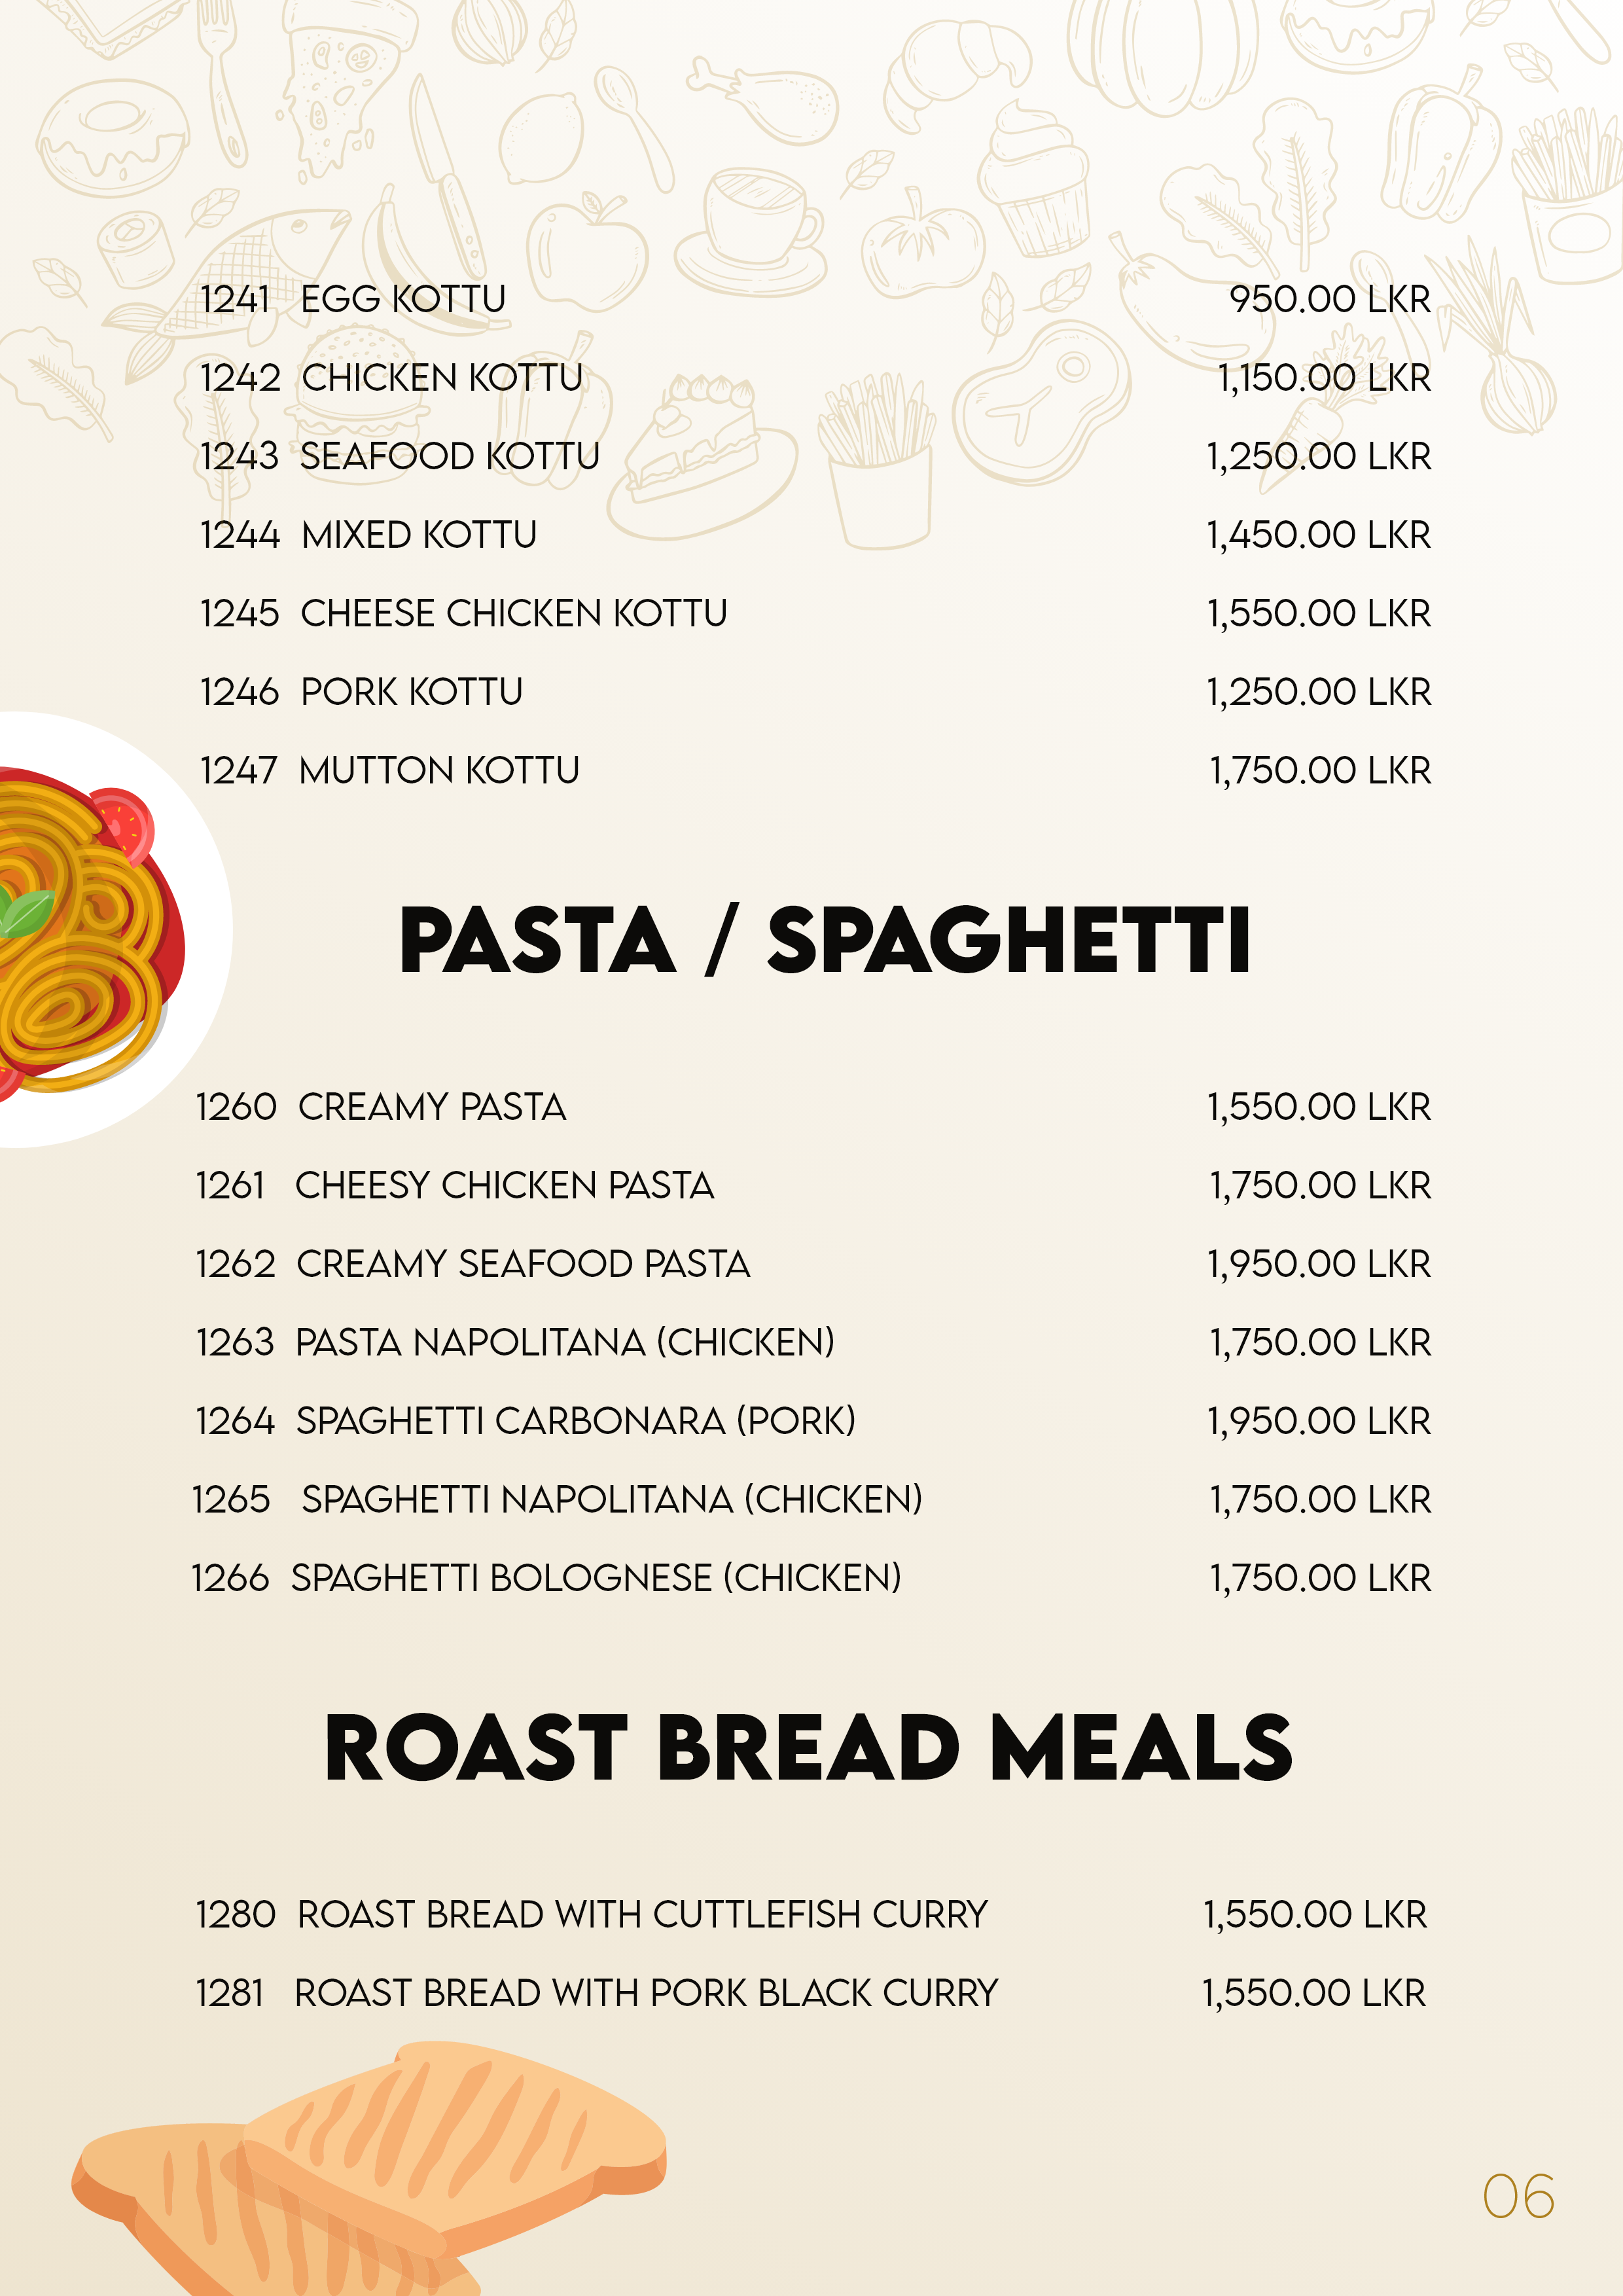 1241 EGG KOTTU 950.00 LKR
1242 CHICKEN KOTTU 1,150.00 LKR
1243 SEAFOOD KOTTU 1,250.00 LKR
1244 MIXED KOTTU 1,450.00 LKR
1245 CHEESE CHICKEN KOTTU 1,550.00 LKR
1246 PORK KOTTU 1,250.00 LKR
1247 MUTTON KOTTU 1,750.00 LKR
PASTA / SPAGHETTI
1260 CREAMY PASTA 1,550.00 LKR
1261 CHEESY CHICKEN PASTA 1,750.00 LKR
1262 CREAMY SEAFOOD PASTA 1,950.00 LKR
1263 PASTA NAPOLITANA (CHICKEN) 1,750.00 LKR
1264 SPAGHETTI CARBONARA (PORK) 1,950.00 LKR
1265 SPAGHETTI NAPOLITANA (CHICKEN) 1,750.00 LKR
1266 SPAGHETTI BOLOGNESE (CHICKEN) 1,750.00 LKR
ROAST BREAD MEALS
1280 ROAST BREAD WITH CUTTLEFISH CURRY 1,550.00 LKR
1281 ROAST BREAD WITH PORK BLACK CURRY 1,550.00 LKR
06